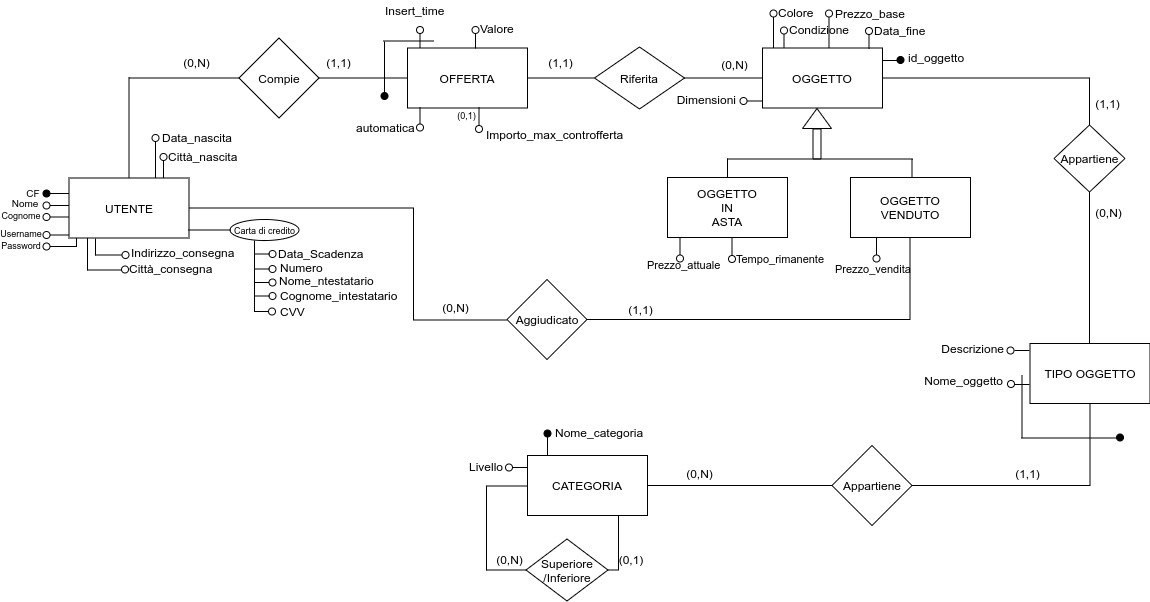 Insert_time
Valore
Colore
Prezzo_base
Condizione
Data_fine
id_oggetto
(0,N)
Compie
(1,1)
OFFERTA
(1,1)
Riferita
(0,N)
OGGETTO
Dimensioni
automatica
(0,1)
Importo_max_controfferta
(1,1)
Appartiene
(0,N)
Data_nascita
Città_nascita
CF
Nome
Cognome
Username
Password
UTENTE
Indirizzo_consegna
Città_consegna
Carta di credito
Data_Scadenza
Numero
Nome_ntestatario
Cognome_intestatario
CVV
OGGETTO
IN
ASTA
OGGETTO
VENDUTO
Prezzo_attuale
Tempo_rimanente
Prezzo_vendita
(0,N)
Aggiudicato
(1,1)
Descrizione
Nome_oggetto
TIPO OGGETTO
Nome_categoria
Livello
CATEGORIA
(0,N)
Appartiene
(1,1)
(0,N)
Superiore
/Inferiore
(0,1)